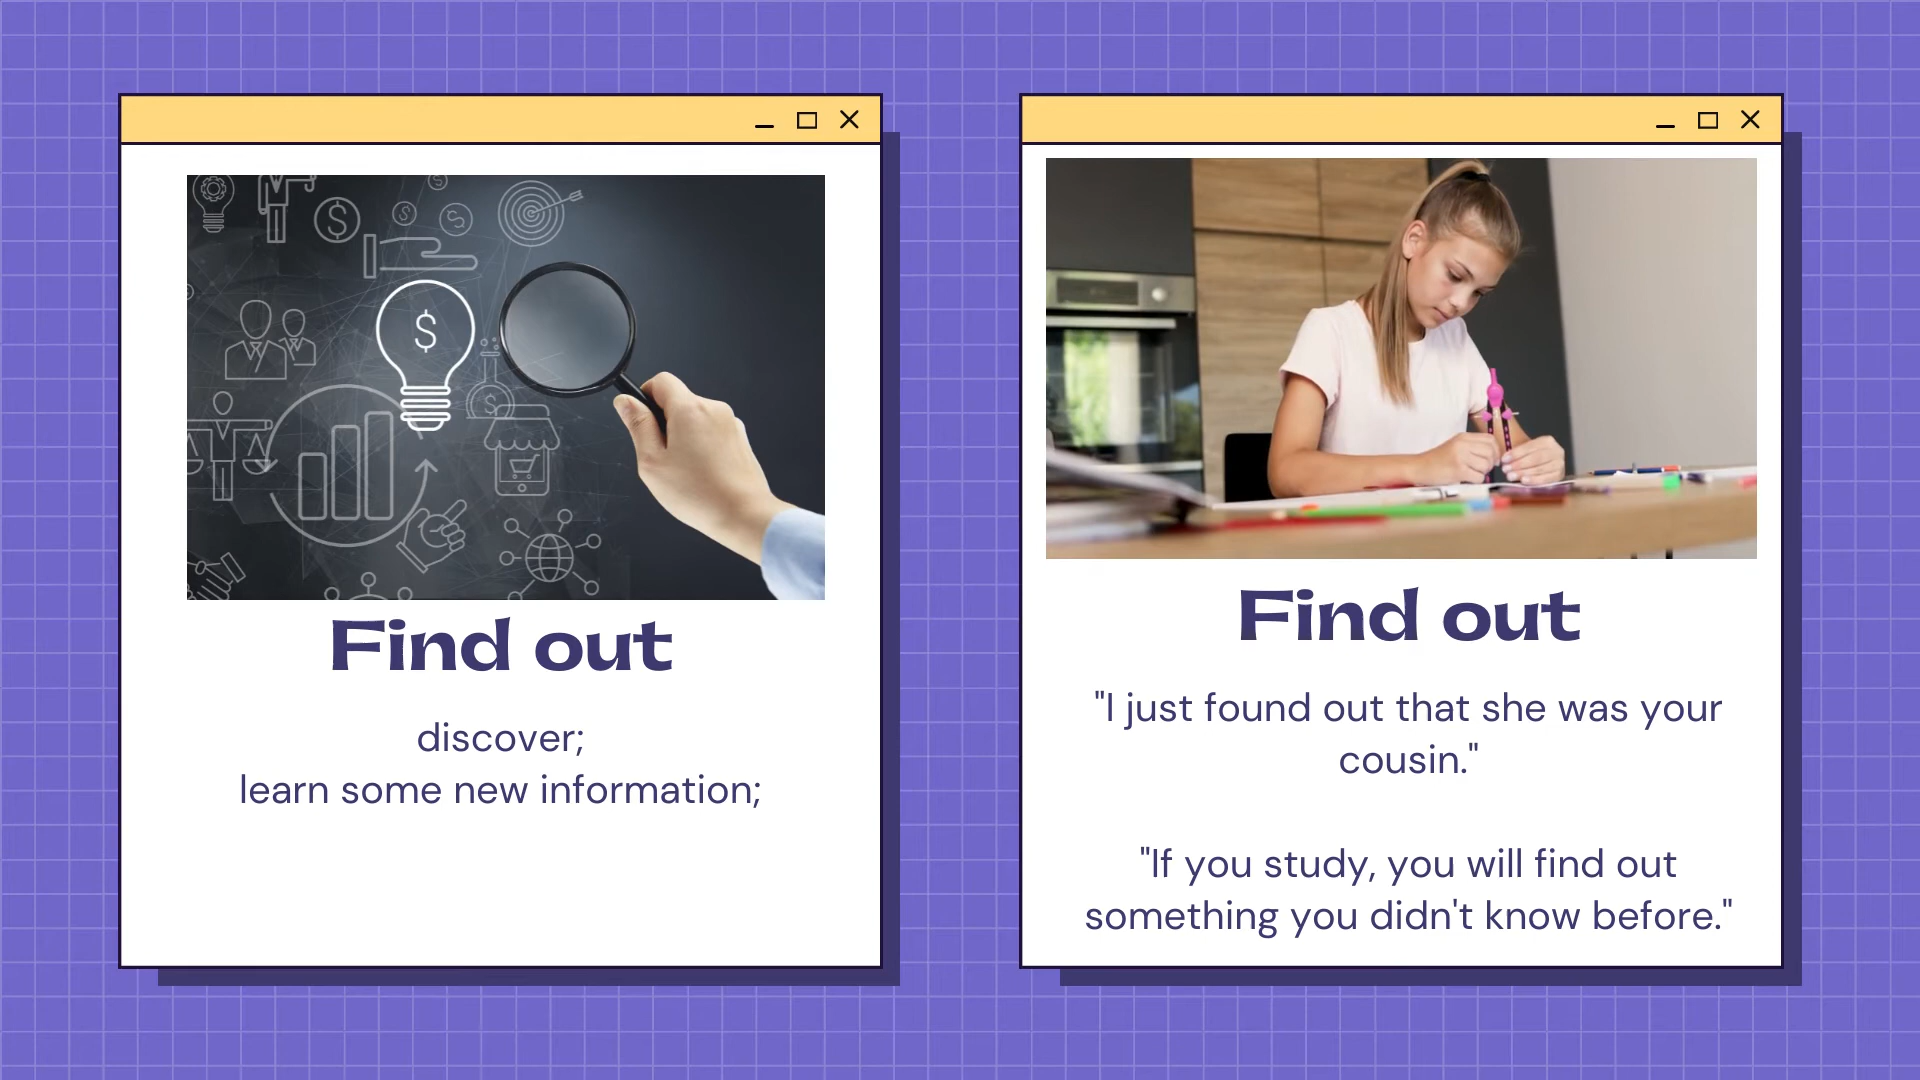 Find out
discover;
learn some new information;
Find out
"I just found out that she was your
cousin."
"If you study, you will find out
something you didn't know before."